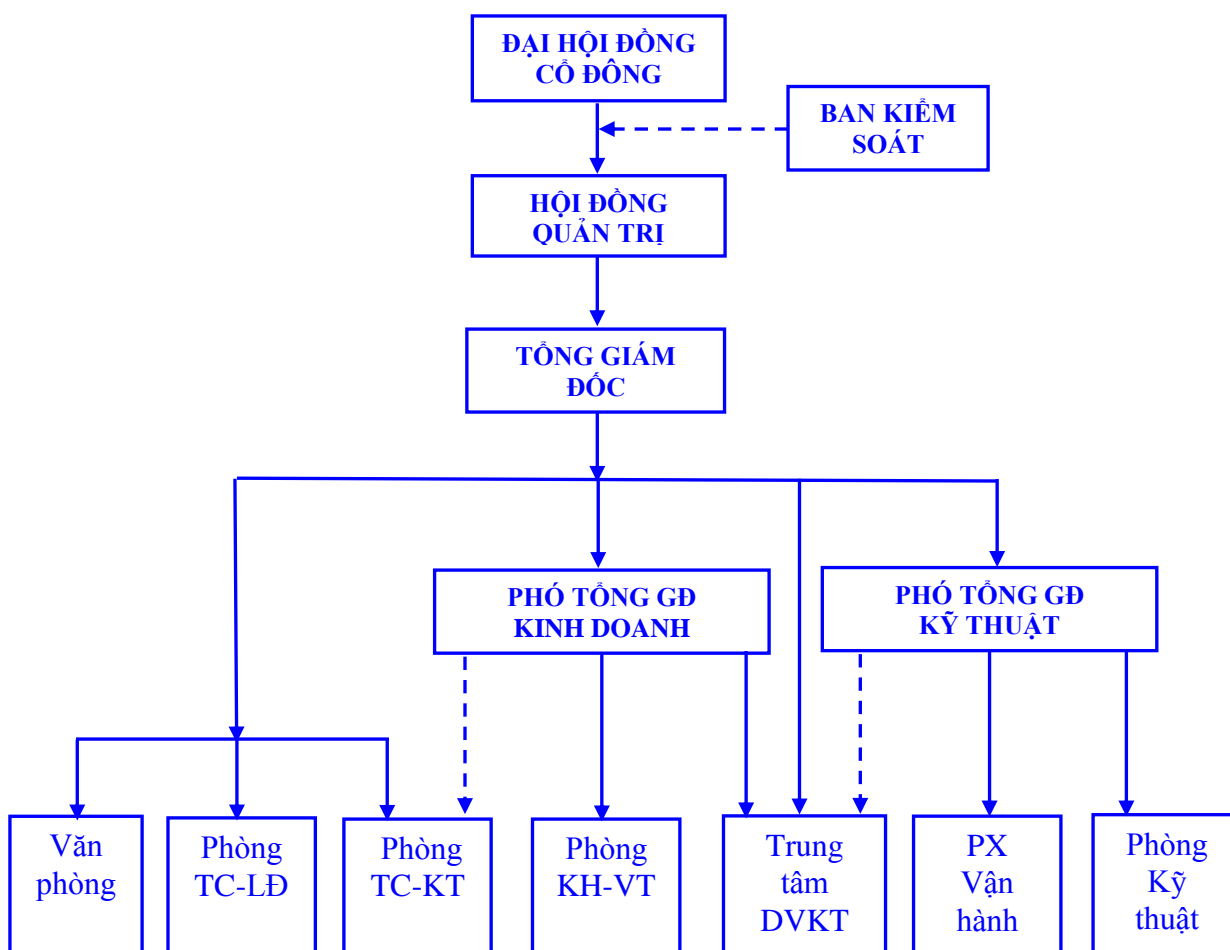 ĐẠI HỘI ĐỒNG
CỔ ĐÔNG
BAN KIỂM
SOÁT
HỘI ĐỒNG
QUẢN TRỊ
TỔNG GIÁM
ĐỐC
PHÓ TỔNG GĐ
KINH DOANH
PHÓ TỔNG GĐ
KỸ THUẬT
Văn
phòng
Phòng
TC-LĐ
Phòng
TC-KT
Phòng
KH-VT
Trung
tâm
DVKT
PX
Vận
hành
Phòng
Kỹ
thuật